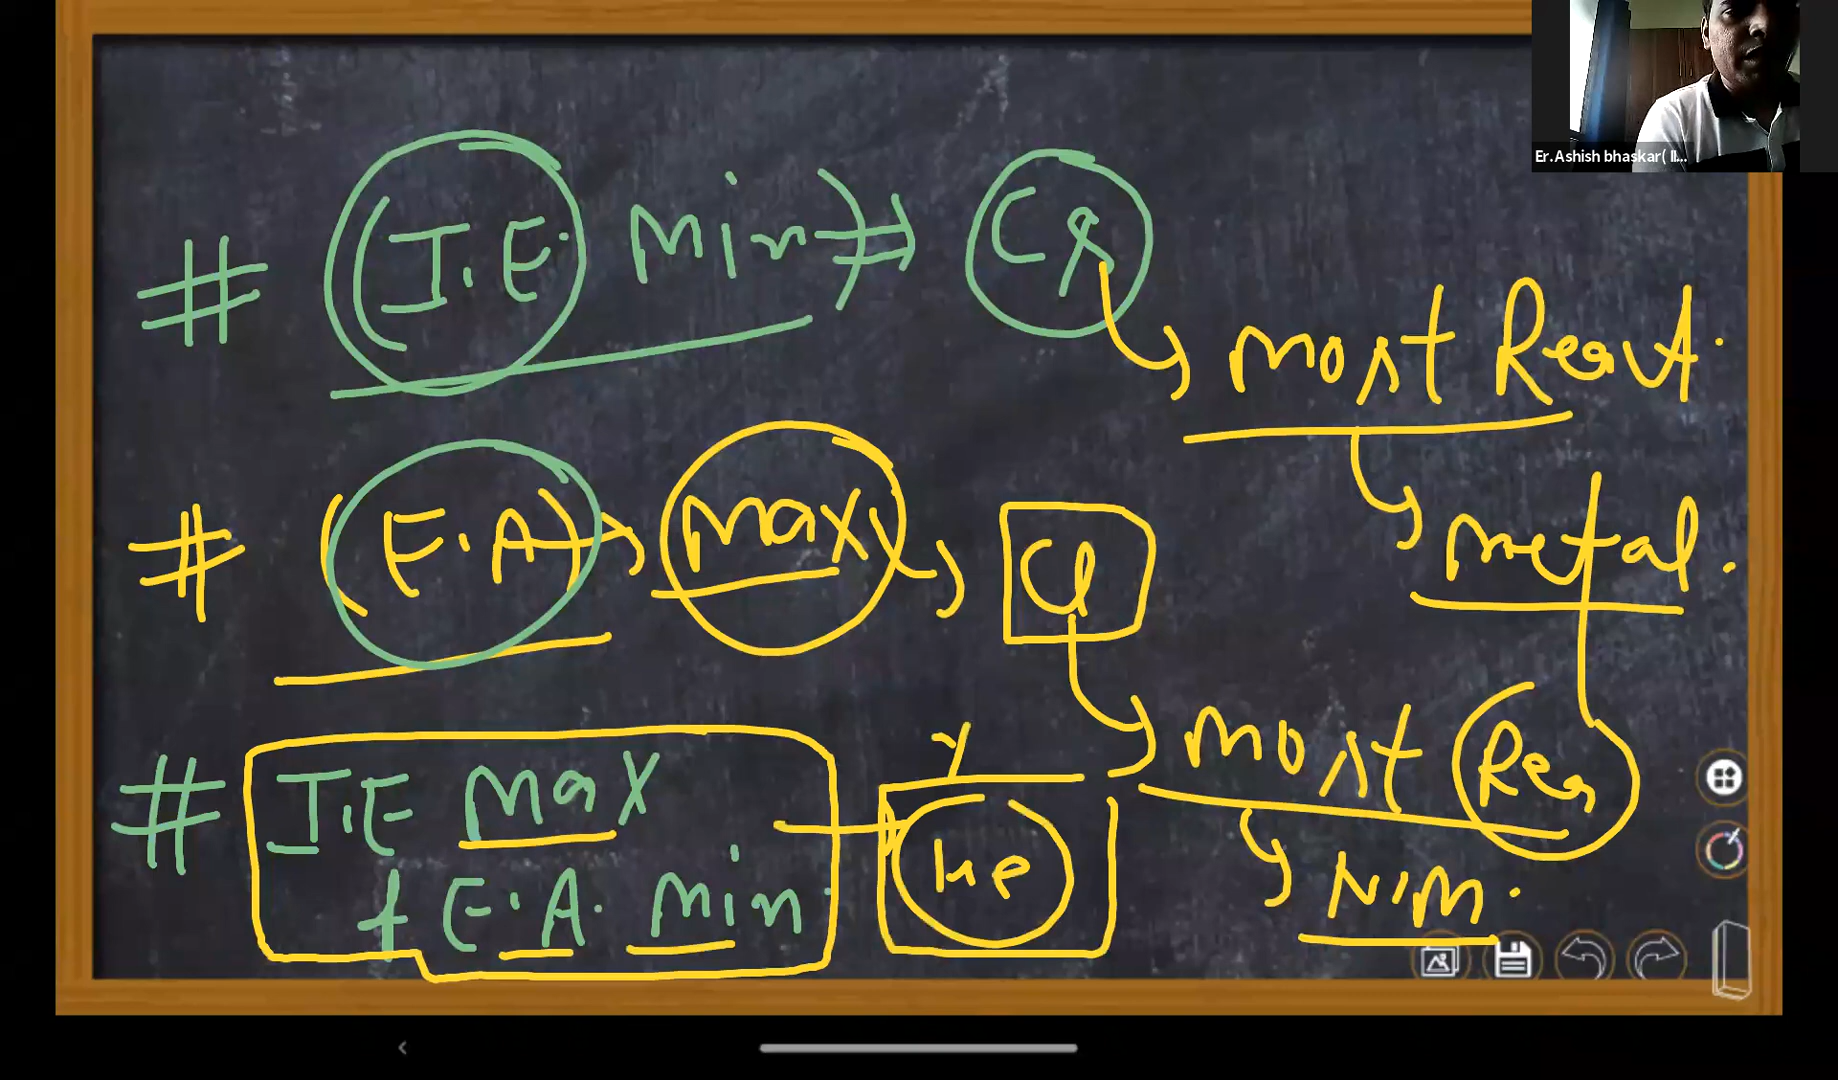 Er.Ashish bhaskar( II...
# (I.E. Min) ⇒ Cs
most React.
# (E.A) → Max → Cl
metal.
# I.E Max
+ E.A. Min
He
most Rea
N.M.